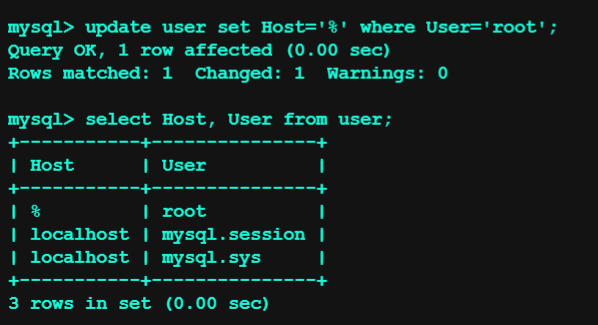 mysql> update user set Host='%' where User='root';
Query OK, 1 row affected (0.00 sec)
Rows matched: 1  Changed: 1  Warnings: 0
mysql> select Host, User from user;
+-----------+---------------+
| Host      | User          |
+-----------+---------------+
| %         | root          |
| localhost | mysql.session |
| localhost | mysql.sys     |
+-----------+---------------+
3 rows in set (0.00 sec)